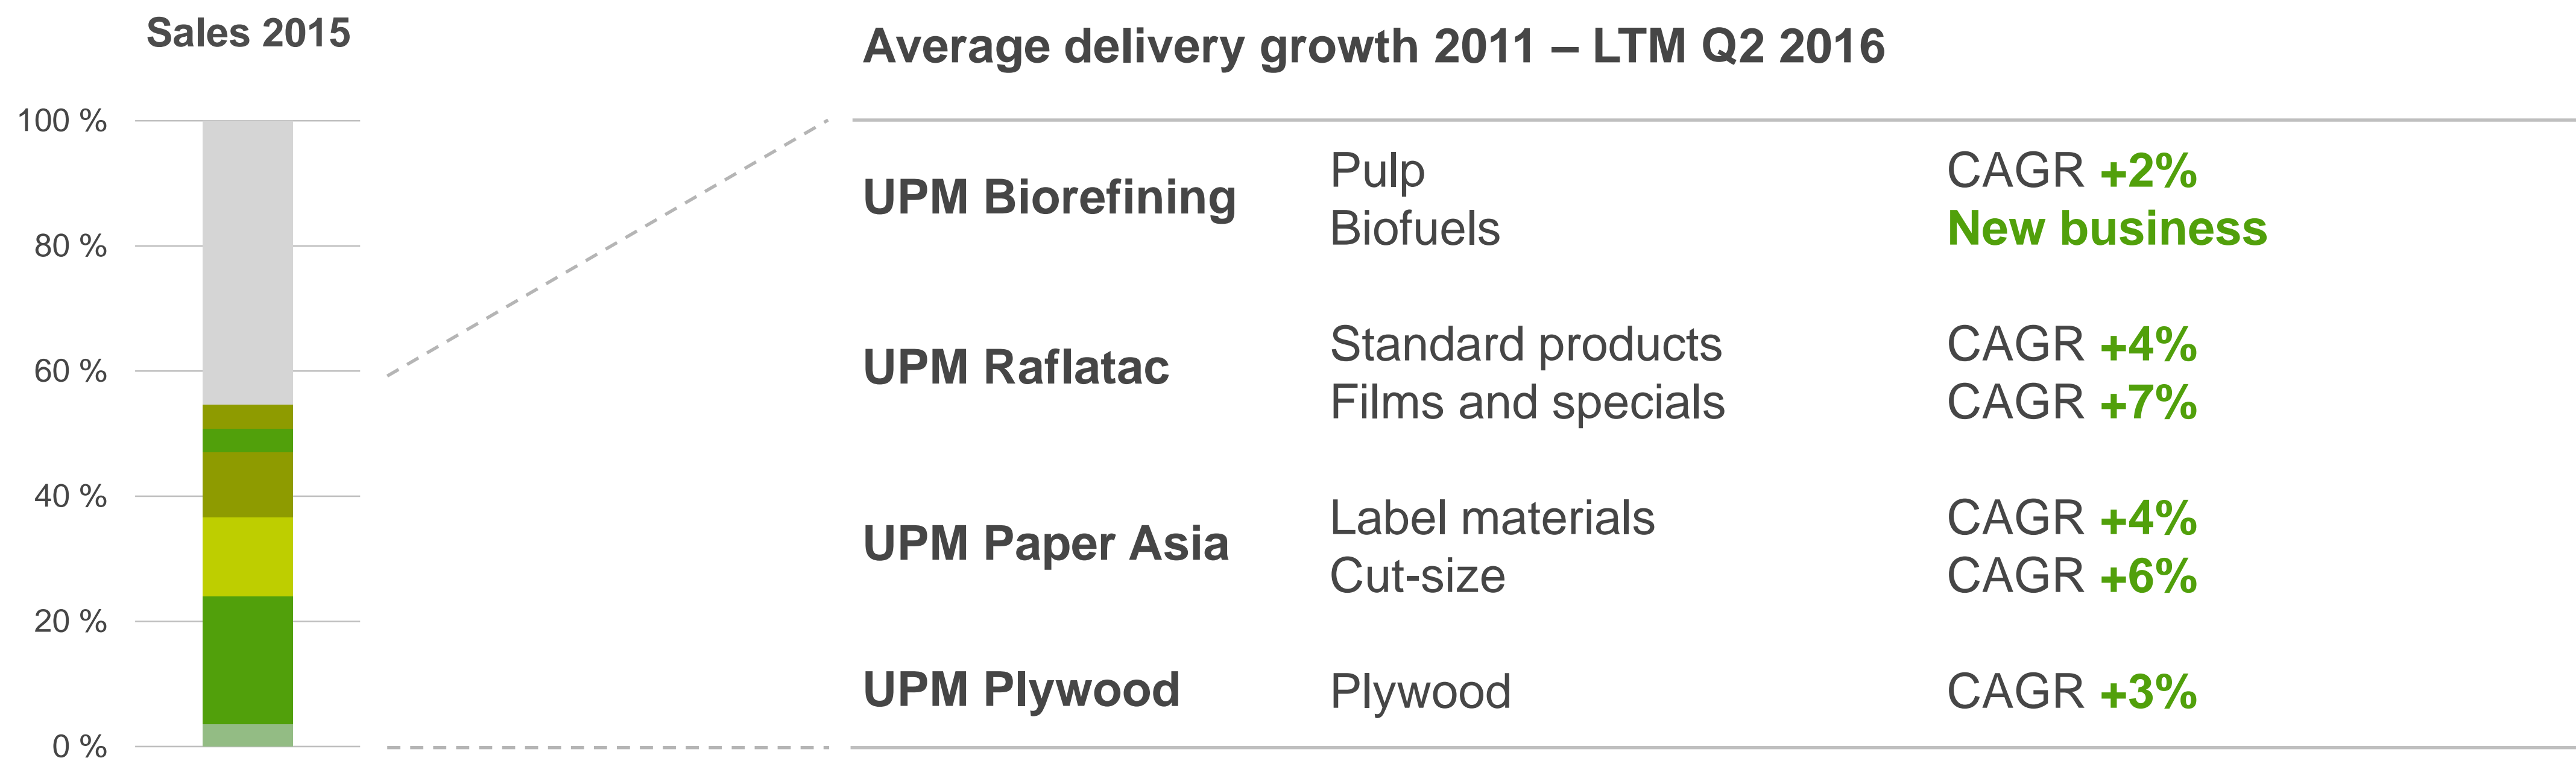 Sales 2015
100 %
80 %
60 %
40 %
20 %
0 %
Average delivery growth 2011 – LTM Q2 2016
UPM Biorefining
Pulp
CAGR +2%
Biofuels
New business
UPM Raflatac
Standard products
CAGR +4%
Films and specials
CAGR +7%
UPM Paper Asia
Label materials
CAGR +4%
Cut-size
CAGR +6%
UPM Plywood
Plywood
CAGR +3%